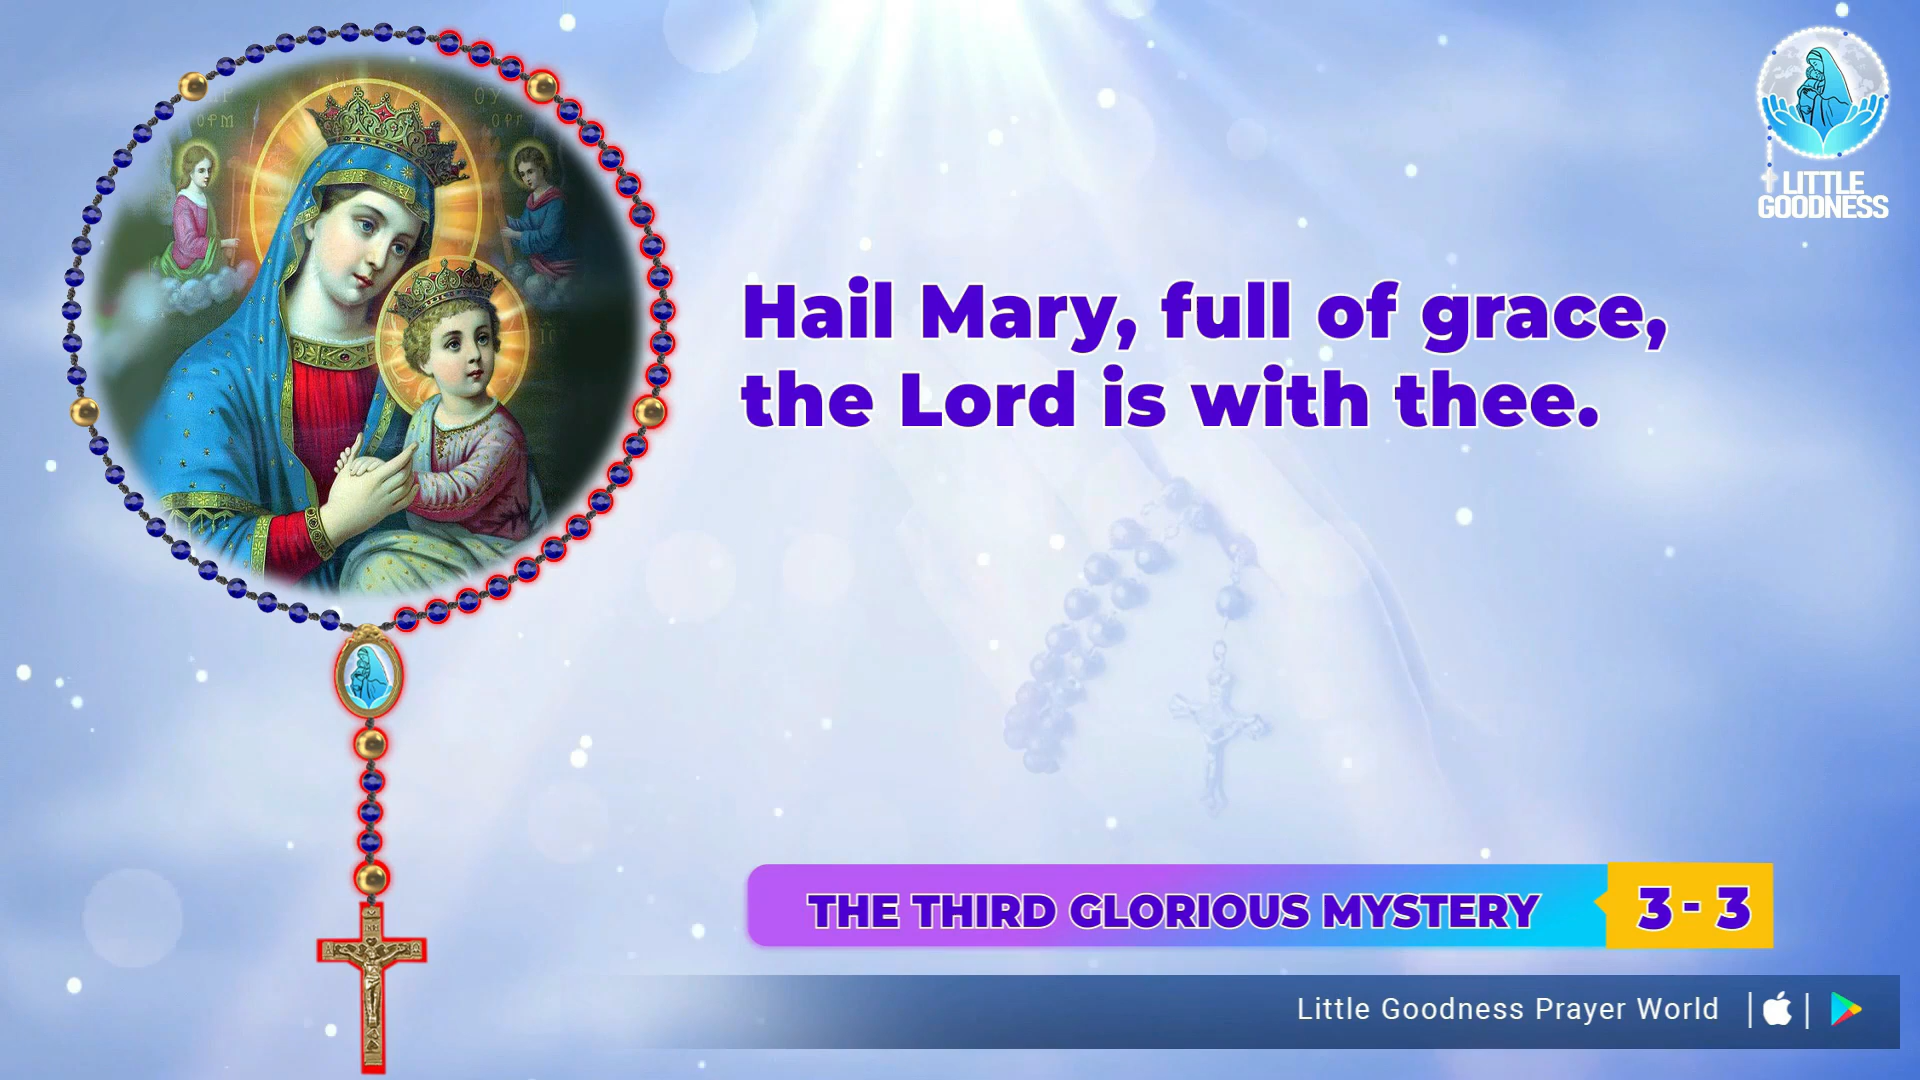 LITTLE
GOODNESS
Hail Mary, full of grace,
the Lord is with thee.
THE THIRD GLORIOUS MYSTERY
3 - 3
Little Goodness Prayer World